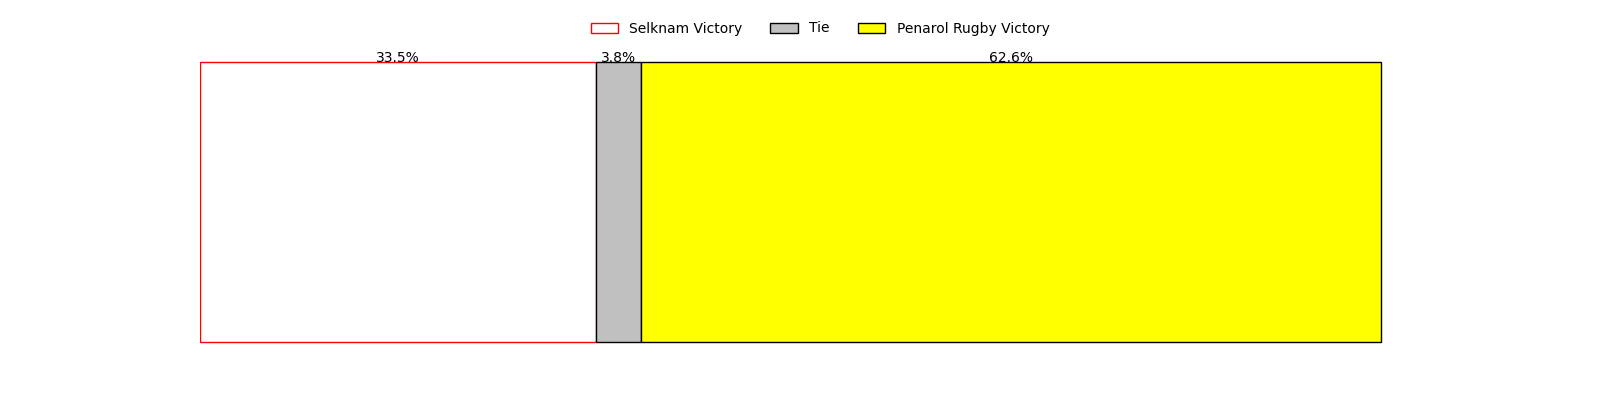 Selknam Victory Tie Penarol Rugby Victory
33.5% 3.8% 62.6%